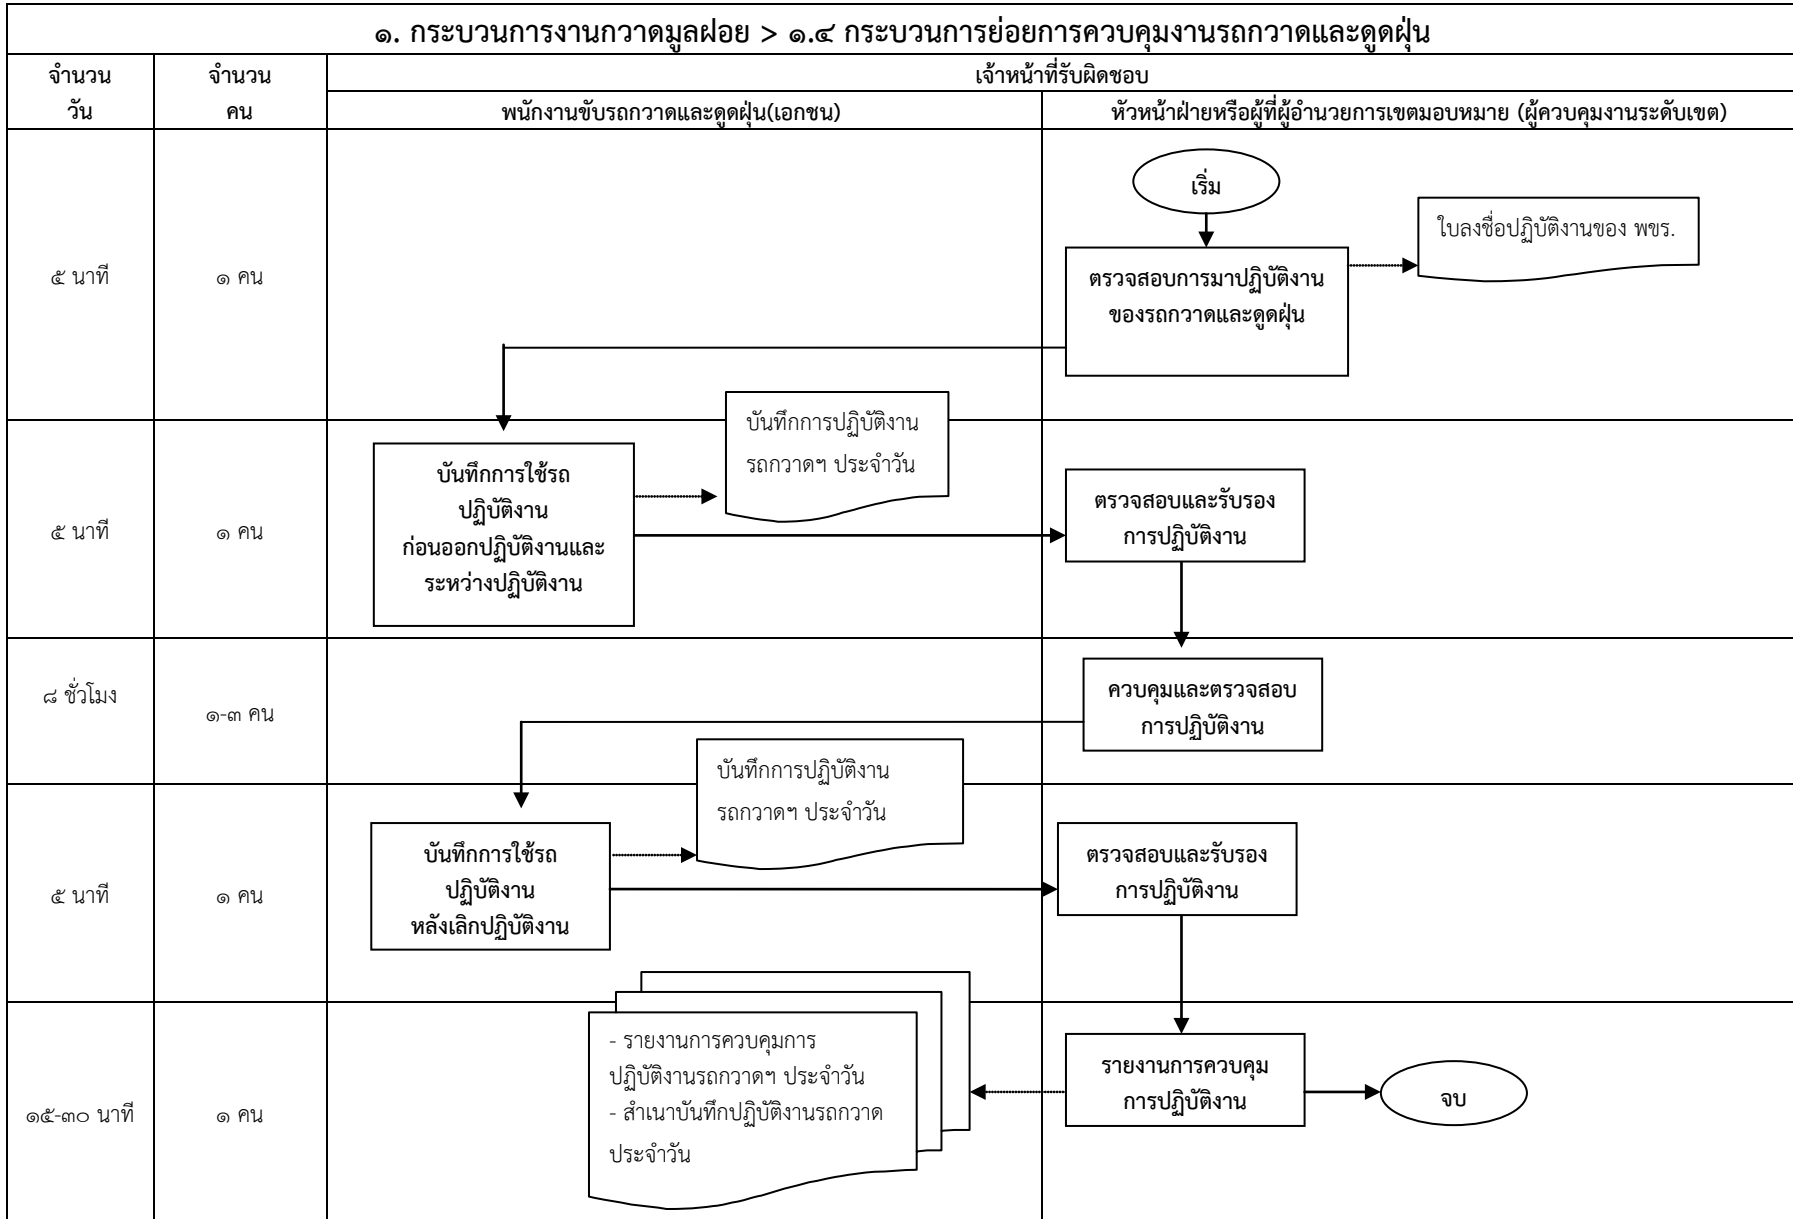 ๑. กระบวนการงานกวาดมูลฝอย > ๑.๔ กระบวนการย่อยการควบคุมงานรถกวาดและดูดฝุ่น
จำนวน
วัน
จำนวน
คน
เจ้าหน้าที่รับผิดชอบ
พนักงานขับรถกวาดและดูดฝุ่น(เอกชน)
หัวหน้าฝ่ายหรือผู้ที่ผู้อำนวยการเขตมอบหมาย (ผู้ควบคุมงานระดับเขต)
๕ นาที
๑ คน
เริ่ม
ตรวจสอบการมาปฏิบัติงาน
ของรถกวาดและดูดฝุ่น
ใบลงชื่อปฏิบัติงานของ พขร.
๕ นาที
๑ คน
บันทึกการใช้รถ
ปฏิบัติงาน
ก่อนออกปฏิบัติงานและ
ระหว่างปฏิบัติงาน
บันทึกการปฏิบัติงาน
รถกวาดฯ ประจำวัน
ตรวจสอบและรับรอง
การปฏิบัติงาน
๘ ชั่วโมง
๑-๓ คน
ควบคุมและตรวจสอบ
การปฏิบัติงาน
๕ นาที
๑ คน
บันทึกการใช้รถ
ปฏิบัติงาน
หลังเลิกปฏิบัติงาน
บันทึกการปฏิบัติงาน
รถกวาดฯ ประจำวัน
ตรวจสอบและรับรอง
การปฏิบัติงาน
๑๕-๓๐ นาที
๑ คน
- รายงานการควบคุมการ
ปฏิบัติงานรถกวาดฯ ประจำวัน
- สำเนาบันทึกปฏิบัติงานรถกวาด
ประจำวัน
รายงานการควบคุม
การปฏิบัติงาน
จบ